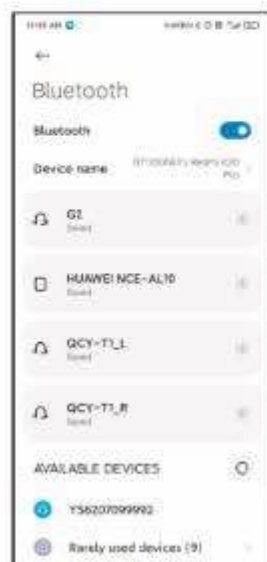 Bluetooth
Bluetooth
Device name
G2
Saved
HUAWEI NCE-AL10
Saved
QCY-T1_L
Saved
QCY-T1_R
Saved
AVAILABLE DEVICES
YS6207099992
Rarely used devices (9)